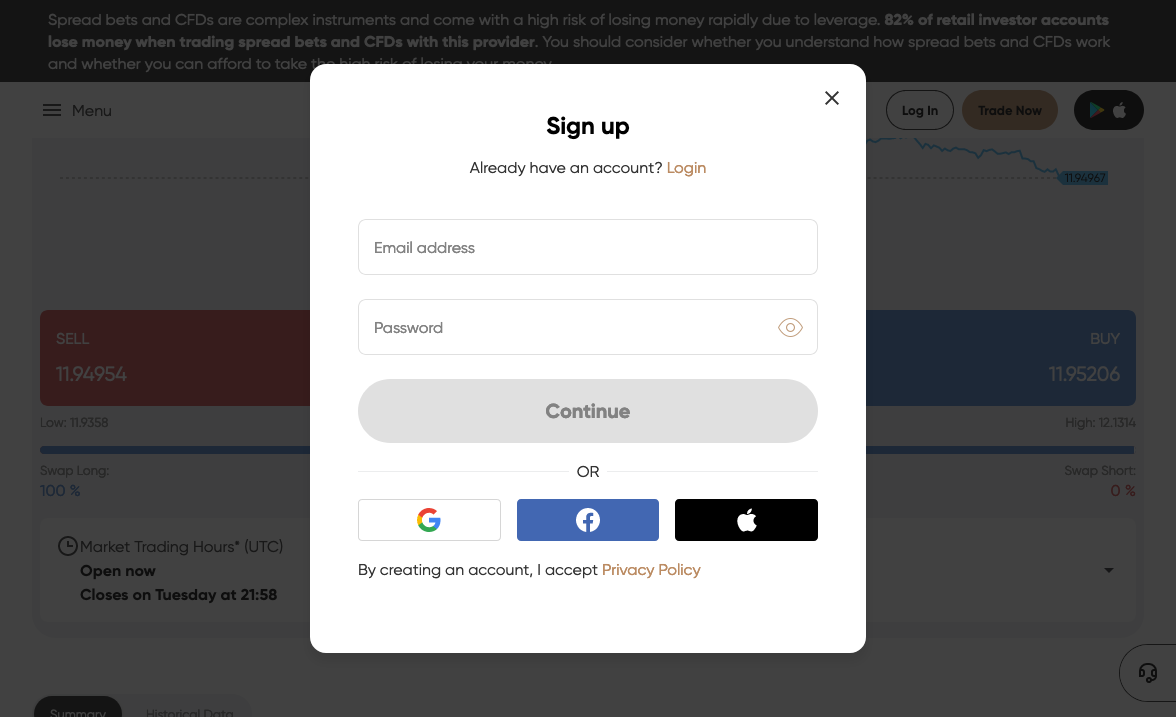 Spread bets and CFDs are complex instruments and come with a high risk of losing money rapidly due to leverage. 82% of retail investor accounts
lose money when trading spread bets and CFDs with this provider. You should consider whether you understand how spread bets and CFDs work
and whether you can afford to take the high risk of losing your money.
Menu
Log In
Trade Now
Sign up
Already have an account? Login
11.94967
Email address
Password
SELL
BUY
11.94954
11.95206
Continue
Low: 11.9358
High: 12.1314
Swap Long:
Swap Short:
100 %
0 %
OR
Market Trading Hours* (UTC)
Open now
Closes on Tuesday at 21:58
By creating an account, I accept Privacy Policy
Summary
Historical Data